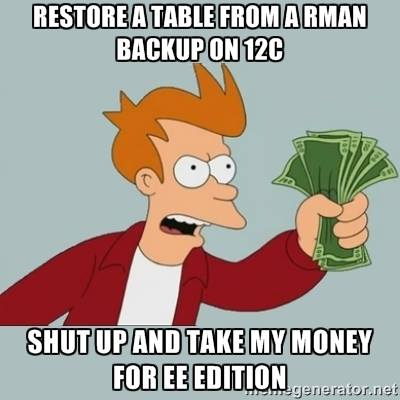 RESTORE A TABLE FROM A RMAN
BACKUP ON 12C
SHUT UP AND TAKE MY MONEY
FOR EE EDITION
memegenerator.net